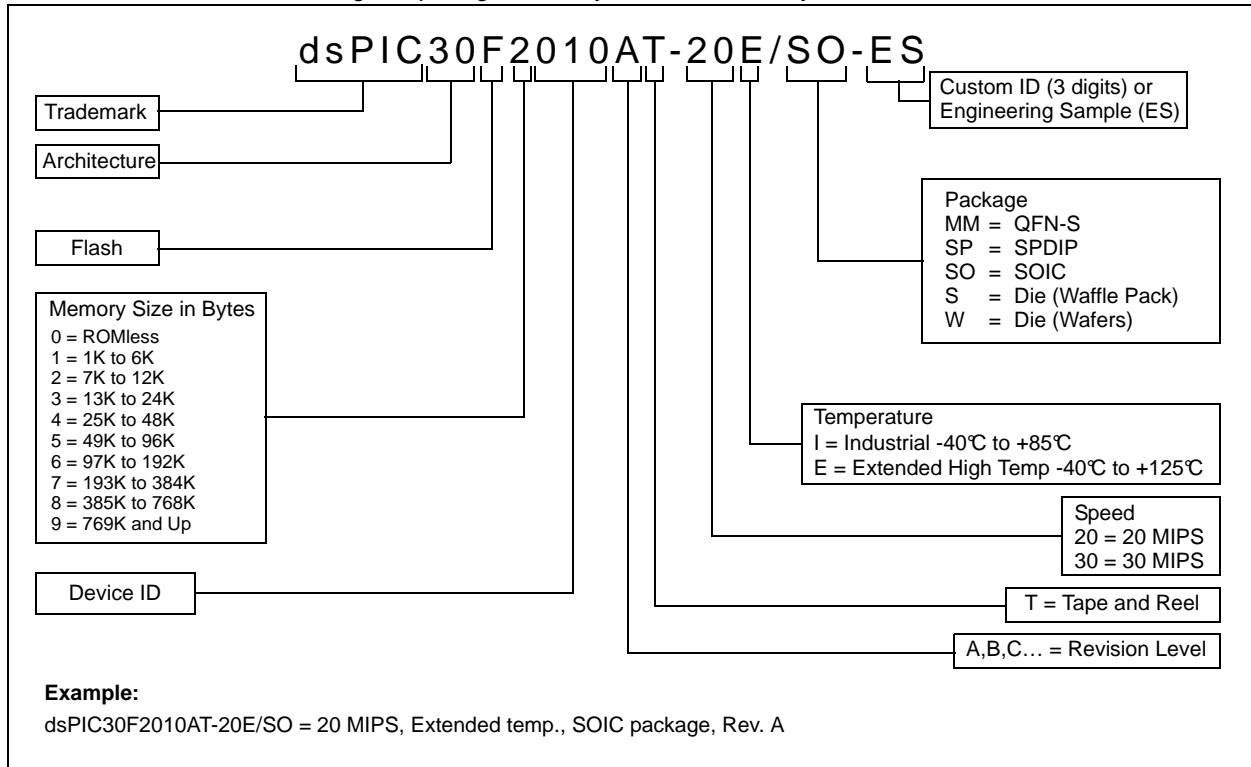 dsPIC30F2010AT-20E/SO-ES
Trademark
Architecture
Flash
Memory Size in Bytes
0 = ROMless
1 = 1K to 6K
2 = 7K to 12K
3 = 13K to 24K
4 = 25K to 48K
5 = 49K to 96K
6 = 97K to 192K
7 = 193K to 384K
8 = 385K to 768K
9 = 769K and Up
Device ID
Custom ID (3 digits) or
Engineering Sample (ES)
Package
MM = QFN-S
SP = SPDIP
SO = SOIC
S = Die (Waffle Pack)
W = Die (Wafers)
Temperature
I = Industrial -40°C to +85°C
E = Extended High Temp -40°C to +125°C
Speed
20 = 20 MIPS
30 = 30 MIPS
T = Tape and Reel
A,B,C… = Revision Level
Example:
dsPIC30F2010AT-20E/SO = 20 MIPS, Extended temp., SOIC package, Rev. A